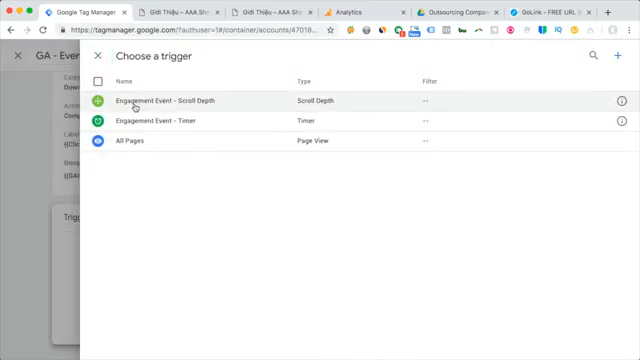 Google Tag Manager
Giới Thiệu – AAA Sh
Giới Thiệu – AAA Sh
Analytics
Outsourcing Compa
GoLink - FREE URL S
https://tagmanager.google.com/?authuser=1#/container/accounts/47018
New
GA - Even
Choose a trigger
Name Type Filter
Engagement Event - Scroll Depth Scroll Depth --
Engagement Event - Timer Timer --
All Pages Page View --
Down
Comp
Label
{{Clic
Goog
{{GA
Trigg